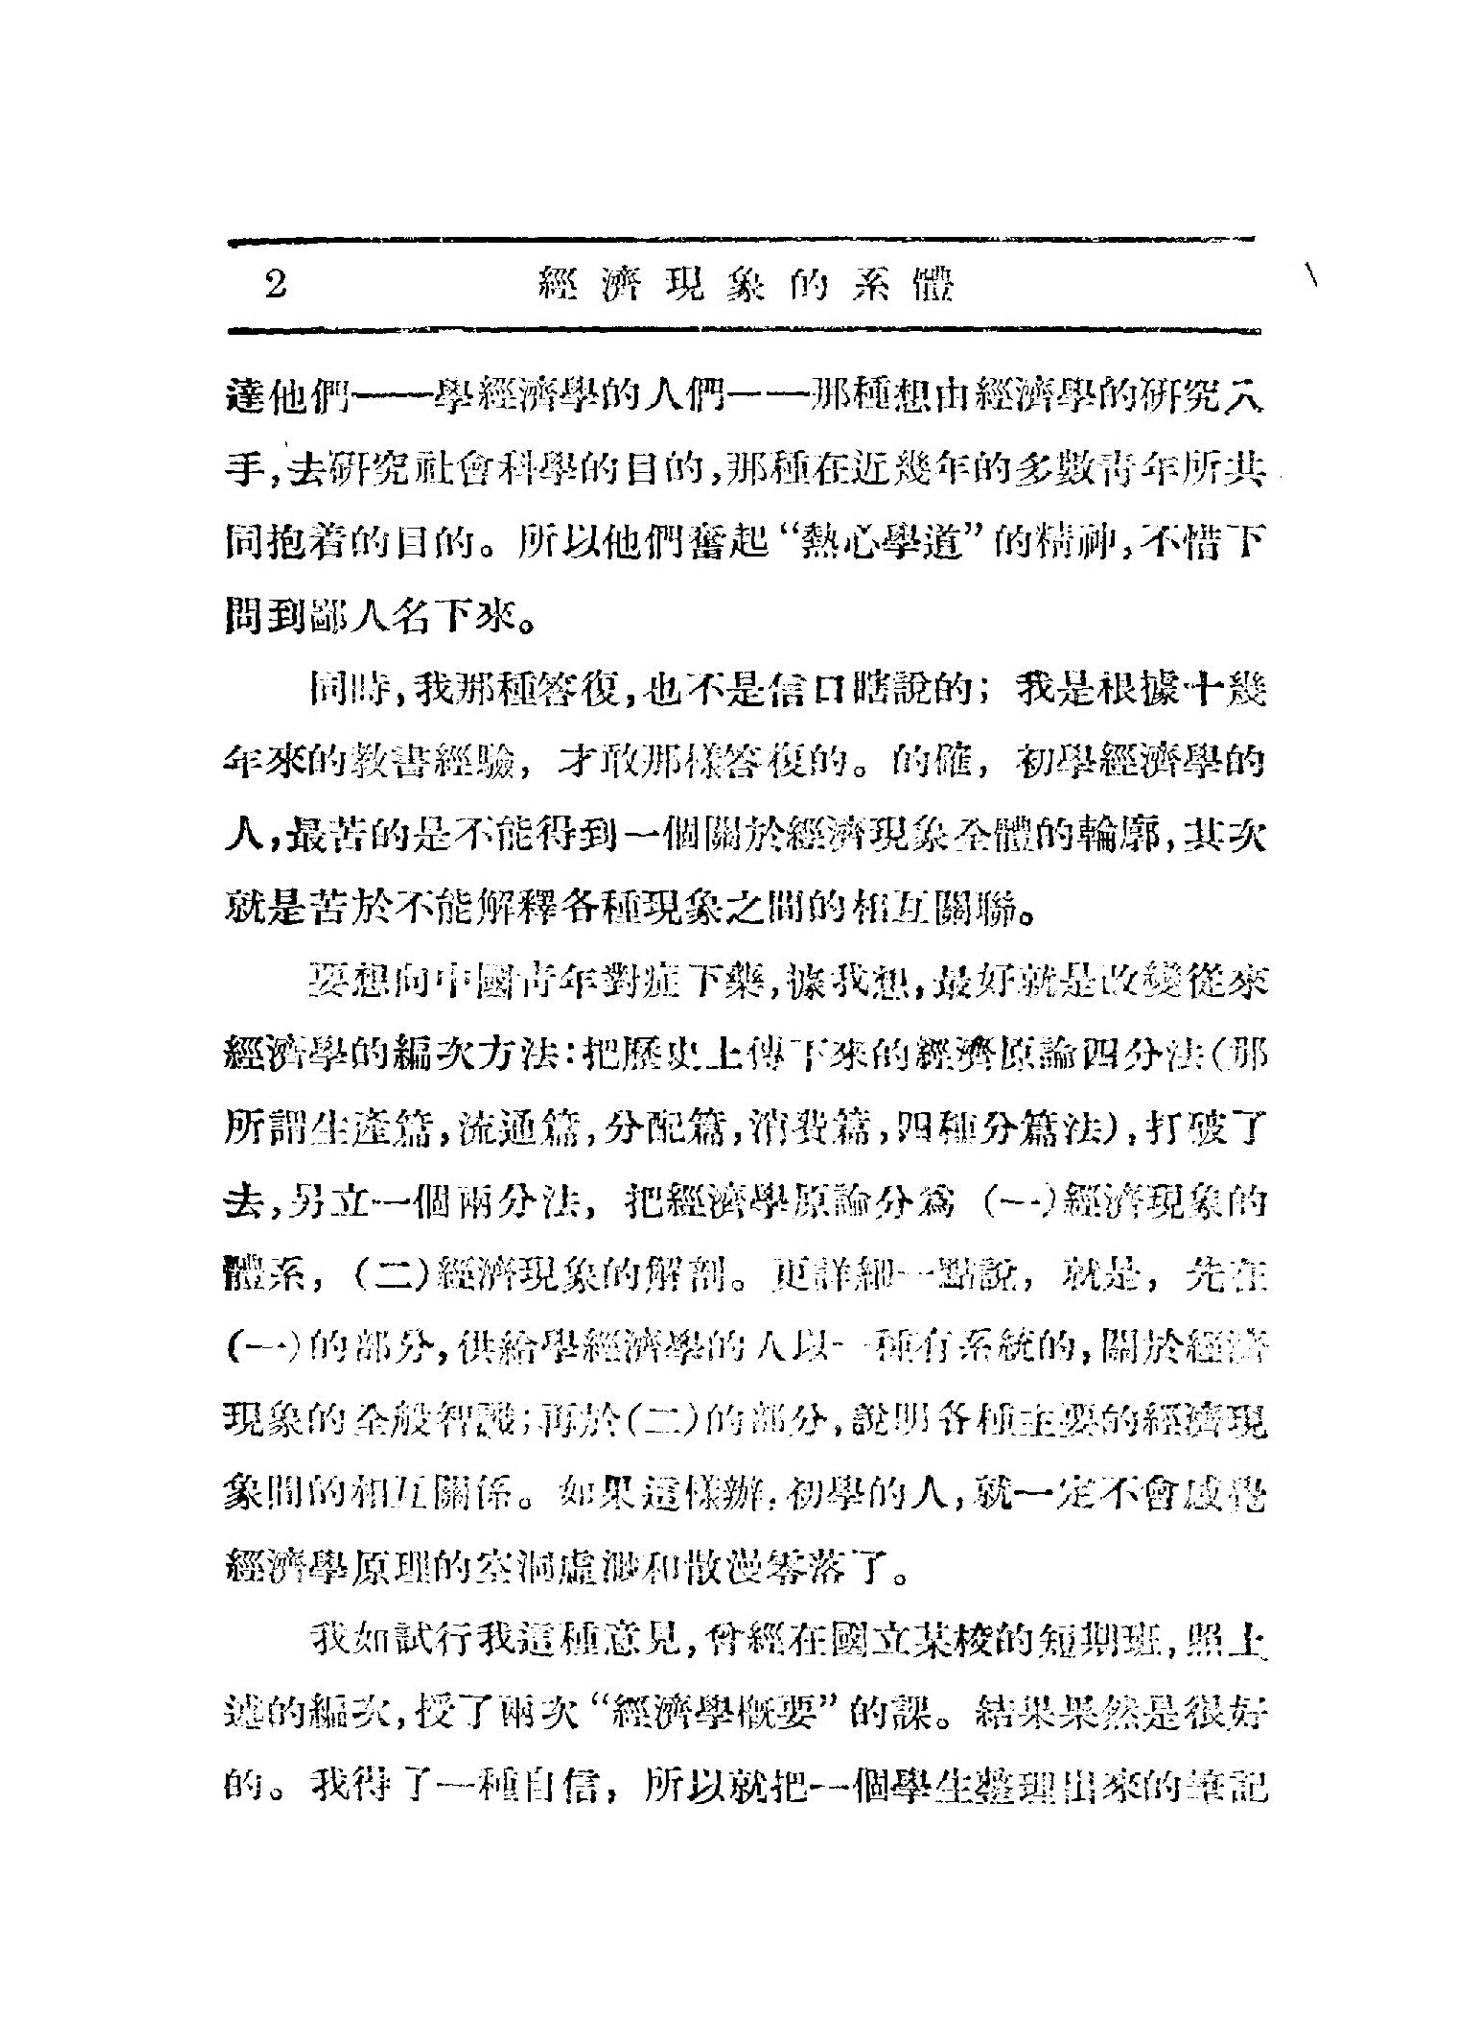 2 經濟現象的系體
達他們——學經濟學的人們——那種想由經濟學的研究入
手,去研究社會科學的目的,那種在近幾年的多數青年所共
同抱着的目的。所以他們奮起“熱心學道”的精神,不惜下
問到鄙人名下來。
同時,我那種答復,也不是信口瞎說的；我是根據十幾
年來的教書經驗，才敢那樣答復的。的確，初學經濟學的
人,最苦的是不能得到一個關於經濟現象全體的輪廓,其次
就是苦於不能解釋各種現象之間的相互關聯。
要想向中國青年對症下藥,據我想,最好就是改變從來
經濟學的編次方法:把歷史上傳下來的經濟原論四分法(那
所謂生產篇,流通篇,分配篇,消費篇,四種分篇法),打破了
去,另立一個兩分法，把經濟學原論分為（一）經濟現象的
體系，（二）經濟現象的解剖。更詳細一點說，就是，先在
(一)的部分,供給學經濟學的人以一種有系統的,關於經濟
現象的全般智識;再於(二)的部分,說明各種主要的經濟現
象間的相互關係。如果這樣辦,初學的人,就一定不會感覺
經濟學原理的空洞虛渺和散漫零落了。
我如試行我這種意見,曾經在國立某校的短期班,照上
述的編次,授了兩次“經濟學概要”的課。結果果然是很好
的。我得了一種自信，所以就把一個學生整理出來的筆記